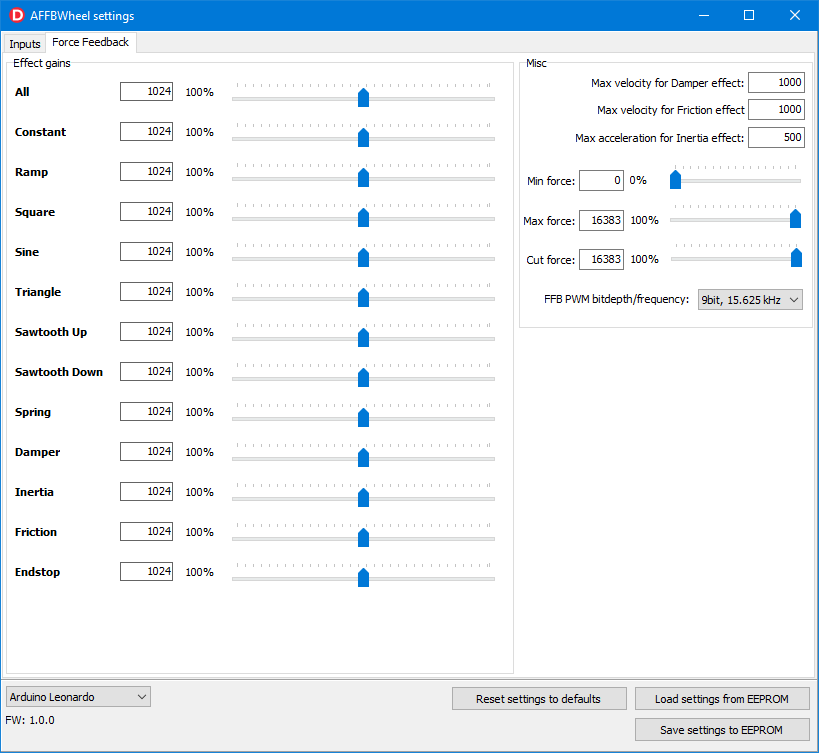 D AFFBWheel settings
Inputs Force Feedback
Effect gains
All 1024 100%
Constant 1024 100%
Ramp 1024 100%
Square 1024 100%
Sine 1024 100%
Triangle 1024 100%
Sawtooth Up 1024 100%
Sawtooth Down 1024 100%
Spring 1024 100%
Damper 1024 100%
Inertia 1024 100%
Friction 1024 100%
Endstop 1024 100%
Misc
Max velocity for Damper effect: 1000
Max velocity for Friction effect 1000
Max acceleration for Inertia effect: 500
Min force: 0 0%
Max force: 16383 100%
Cut force: 16383 100%
FFB PWM bitdepth/frequency: 9bit, 15.625 kHz
Arduino Leonardo
FW: 1.0.0
Reset settings to defaults
Load settings from EEPROM
Save settings to EEPROM